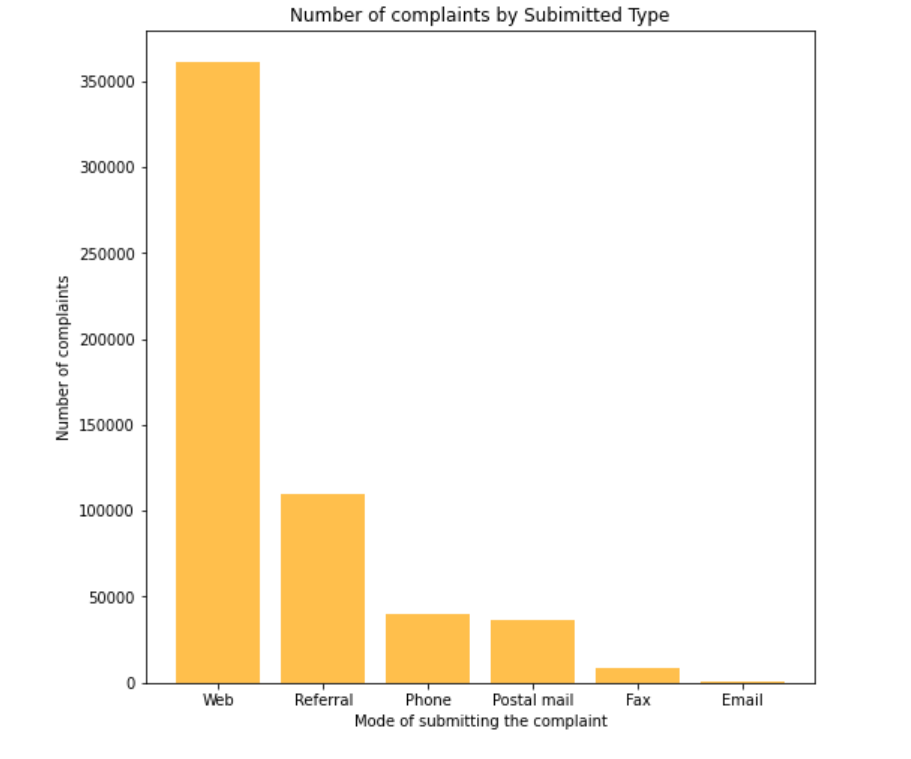 Number of complaints by Subimitted Type
350000
300000
250000
200000
150000
100000
50000
0
Number of complaints
Web Referral Phone Postal mail Fax Email
Mode of submitting the complaint